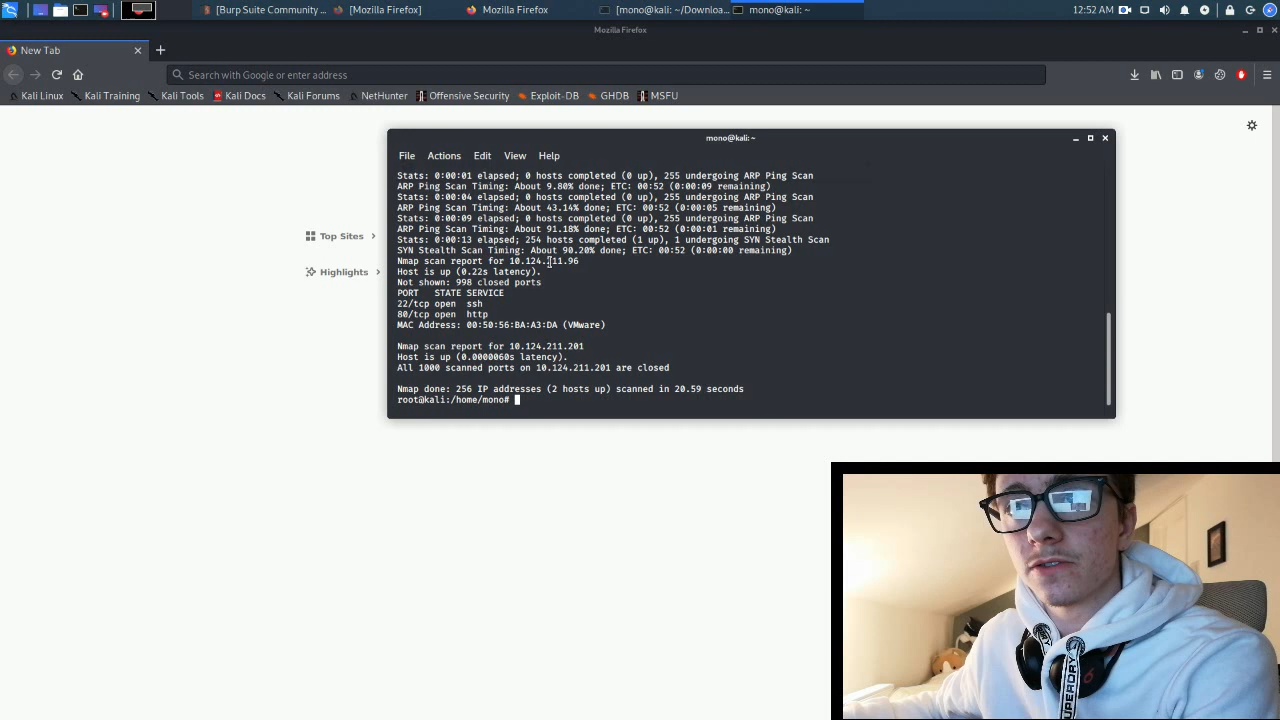 [Burp Suite Community ...
[Mozilla Firefox]
Mozilla Firefox
[mono@kali: ~/Downloa...
mono@kali: ~
12:52 AM
Mozilla Firefox
New Tab
Search with Google or enter address
Kali Linux
Kali Training
Kali Tools
Kali Docs
Kali Forums
NetHunter
Offensive Security
Exploit-DB
GHDB
MSFU
mono@kali: ~
File Actions Edit View Help
Stats: 0:00:01 elapsed; 0 hosts completed (0 up), 255 undergoing ARP Ping Scan
ARP Ping Scan Timing: About 9.80% done; ETC: 00:52 (0:00:09 remaining)
Stats: 0:00:04 elapsed; 0 hosts completed (0 up), 255 undergoing ARP Ping Scan
ARP Ping Scan Timing: About 43.14% done; ETC: 00:52 (0:00:05 remaining)
Stats: 0:00:09 elapsed; 0 hosts completed (0 up), 255 undergoing ARP Ping Scan
ARP Ping Scan Timing: About 91.18% done; ETC: 00:52 (0:00:01 remaining)
Stats: 0:00:13 elapsed; 254 hosts completed (1 up), 1 undergoing SYN Stealth Scan
SYN Stealth Scan Timing: About 90.20% done; ETC: 00:52 (0:00:00 remaining)
Nmap scan report for 10.124.211.96
Host is up (0.22s latency).
Not shown: 998 closed ports
PORT STATE SERVICE
22/tcp open ssh
80/tcp open http
MAC Address: 00:50:56:BA:A3:DA (VMware)
Nmap scan report for 10.124.211.201
Host is up (0.0000060s latency).
All 1000 scanned ports on 10.124.211.201 are closed
Nmap done: 256 IP addresses (2 hosts up) scanned in 20.59 seconds
root@kali:/home/mono#
Top Sites
Highlights
SUPERDRY